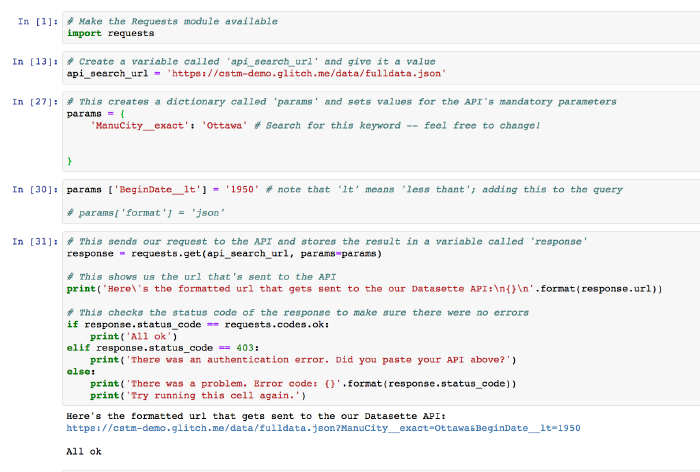 In [1]: # Make the Requests module available
import requests
In [13]: # Create a variable called 'api_search_url' and give it a value
api_search_url = 'https://cstm-demo.glitch.me/data/fulldata.json'
In [27]: # This creates a dictionary called 'params' and sets values for the API's mandatory parameters
params = {
'ManuCity__exact': 'Ottawa' # Search for this keyword -- feel free to change!
}
In [30]: params ['BeginDate__lt'] = '1950' # note that 'lt' means 'less thant'; adding this to the query
# params['format'] = 'json'
In [31]: # This sends our request to the API and stores the result in a variable called 'response'
response = requests.get(api_search_url, params=params)
# This shows us the url that's sent to the API
print('Here\'s the formatted url that gets sent to the our Datasette API:\n{}\n'.format(response.url))
# This checks the status code of the response to make sure there were no errors
if response.status_code == requests.codes.ok:
print('All ok')
elif response.status_code == 403:
print('There was an authentication error. Did you paste your API above?')
else:
print('There was a problem. Error code: {}'.format(response.status_code))
print('Try running this cell again.')
Here's the formatted url that gets sent to the our Datasette API:
https://cstm-demo.glitch.me/data/fulldata.json?ManuCity__exact=Ottawa&BeginDate__lt=1950
All ok